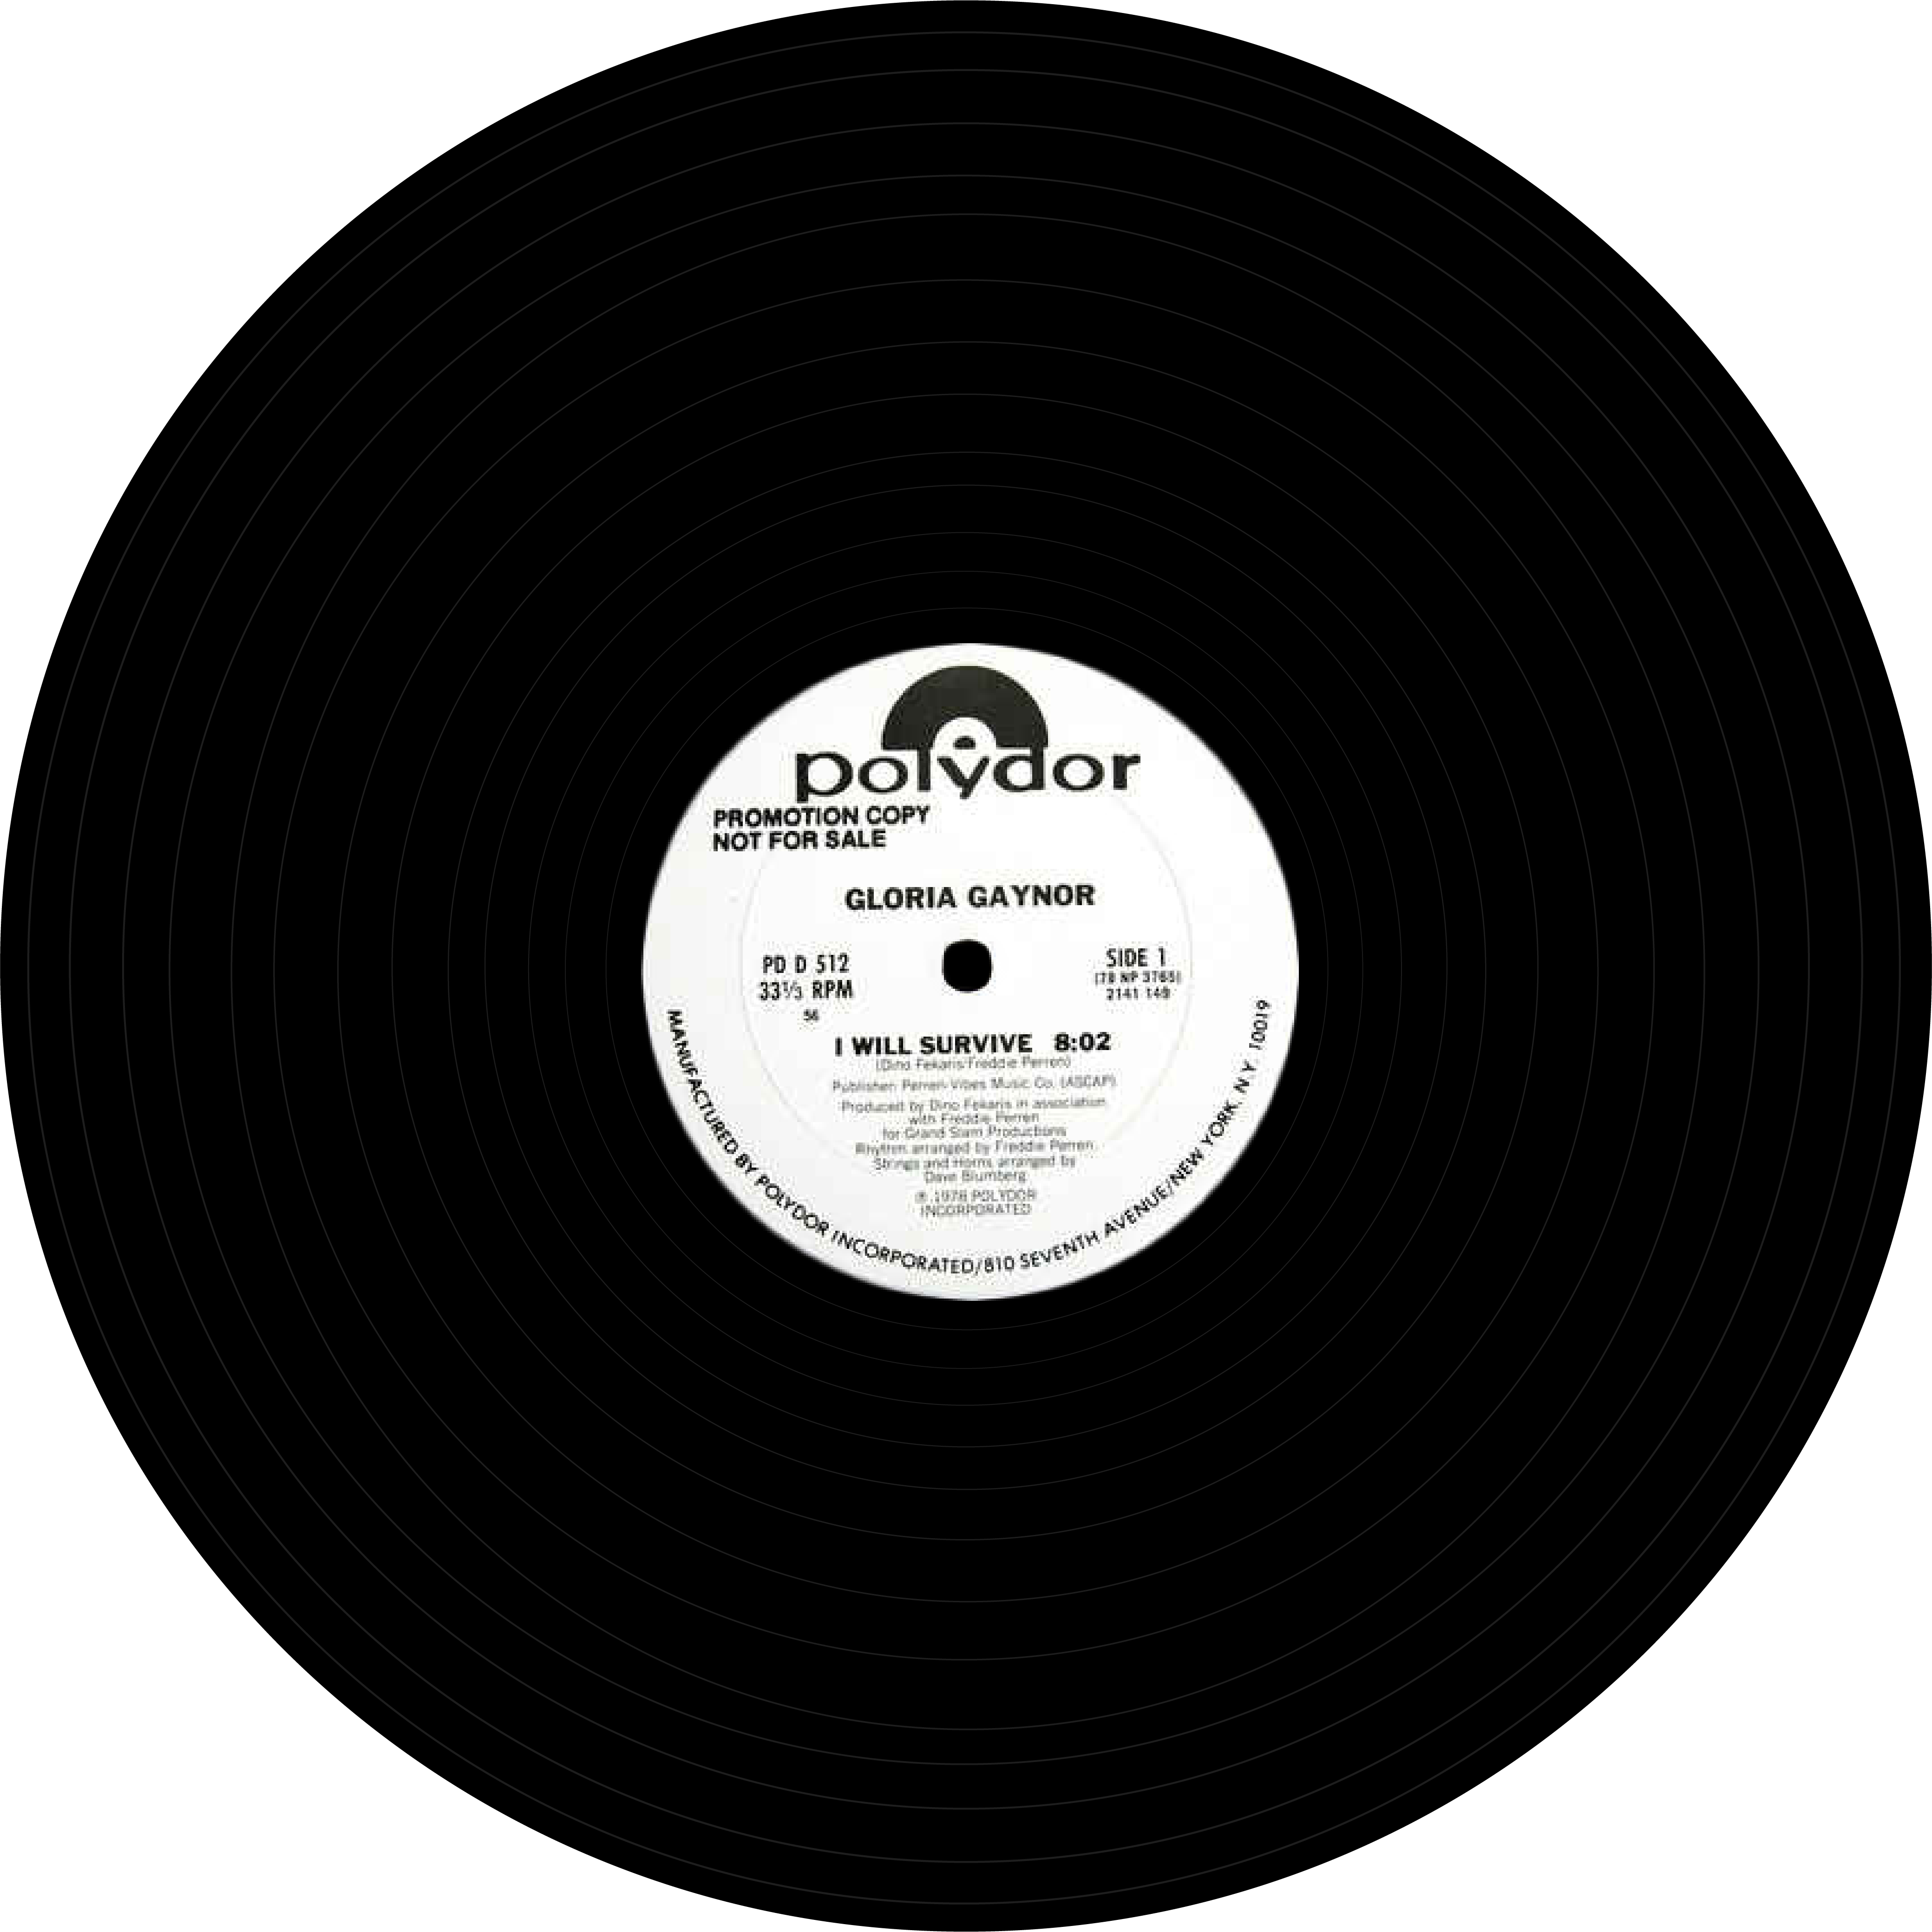 polydor
PROMOTION COPY
NOT FOR SALE
GLORIA GAYNOR
PD D 512
33⅓ RPM
56
SIDE 1
(78 NP 3765)
2141 149
I WILL SURVIVE 8:02
(Dino Fekaris/Freddie Perren)
Publisher: Perren-Vibes Music Co. (ASCAP)
Produced by Dino Fekaris in association
with Freddie Perren
for Grand Slam Productions
Rhythm arranged by Freddie Perren
Strings and Horns arranged by
Dave Blumberg
℗ 1978 POLYDOR
INCORPORATED
MANUFACTURED BY POLYDOR INCORPORATED/810 SEVENTH AVENUE/NEW YORK, N.Y. 10019